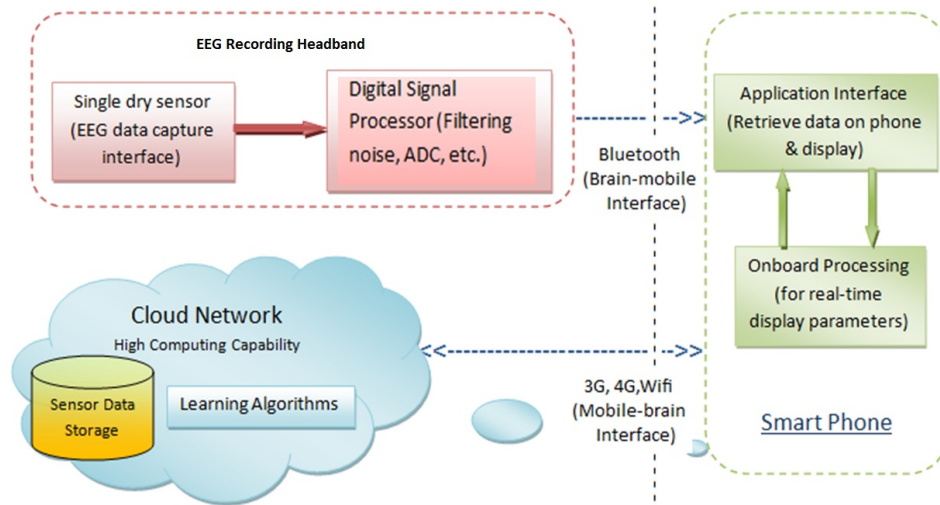 EEG Recording Headband
Single dry sensor
(EEG data capture
interface)
Digital Signal
Processor (Filtering
noise, ADC, etc.)
Bluetooth
(Brain-mobile
Interface)
Application Interface
(Retrieve data on phone
& display)
Onboard Processing
(for real-time
display parameters)
Cloud Network
High Computing Capability
Sensor Data
Storage
Learning Algorithms
3G, 4G,Wifi
(Mobile-brain
Interface)
Smart Phone